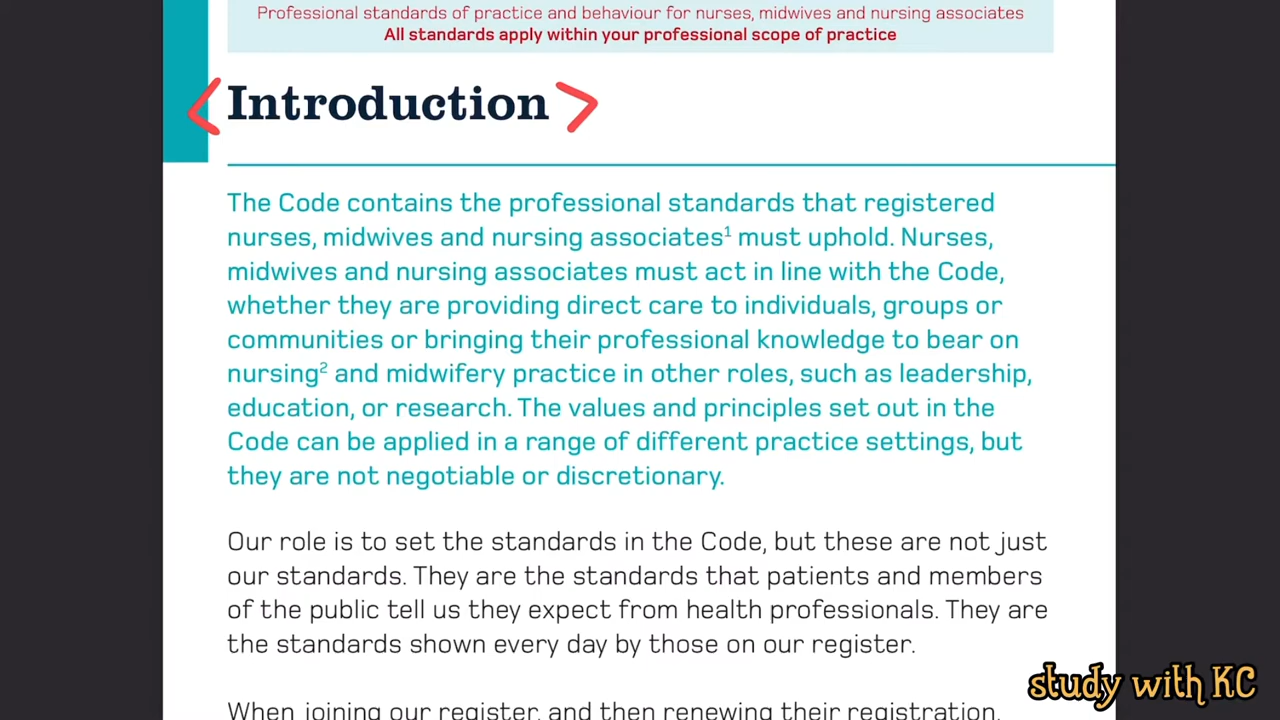 Professional standards of practice and behaviour for nurses, midwives and nursing associates
All standards apply within your professional scope of practice
Introduction
The Code contains the professional standards that registered
nurses, midwives and nursing associates¹ must uphold. Nurses,
midwives and nursing associates must act in line with the Code,
whether they are providing direct care to individuals, groups or
communities or bringing their professional knowledge to bear on
nursing² and midwifery practice in other roles, such as leadership,
education, or research. The values and principles set out in the
Code can be applied in a range of different practice settings, but
they are not negotiable or discretionary.
Our role is to set the standards in the Code, but these are not just
our standards. They are the standards that patients and members
of the public tell us they expect from health professionals. They are
the standards shown every day by those on our register.
When joining our register, and then renewing their registration,
study with KC